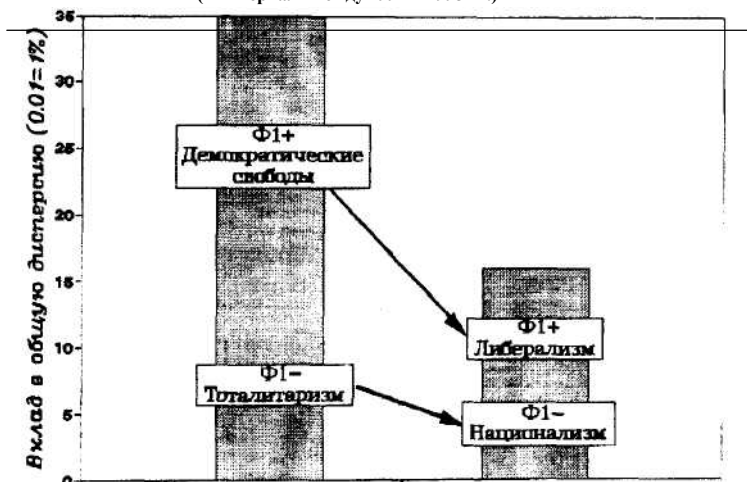 35
30
25
20
15
10
5
0
Вклад в общую дисперсию (0.01=1%)
Ф1+
Демократические
свободы
Ф1-
Тоталитаризм
Ф1+
Либерализм
Ф1-
Национализм